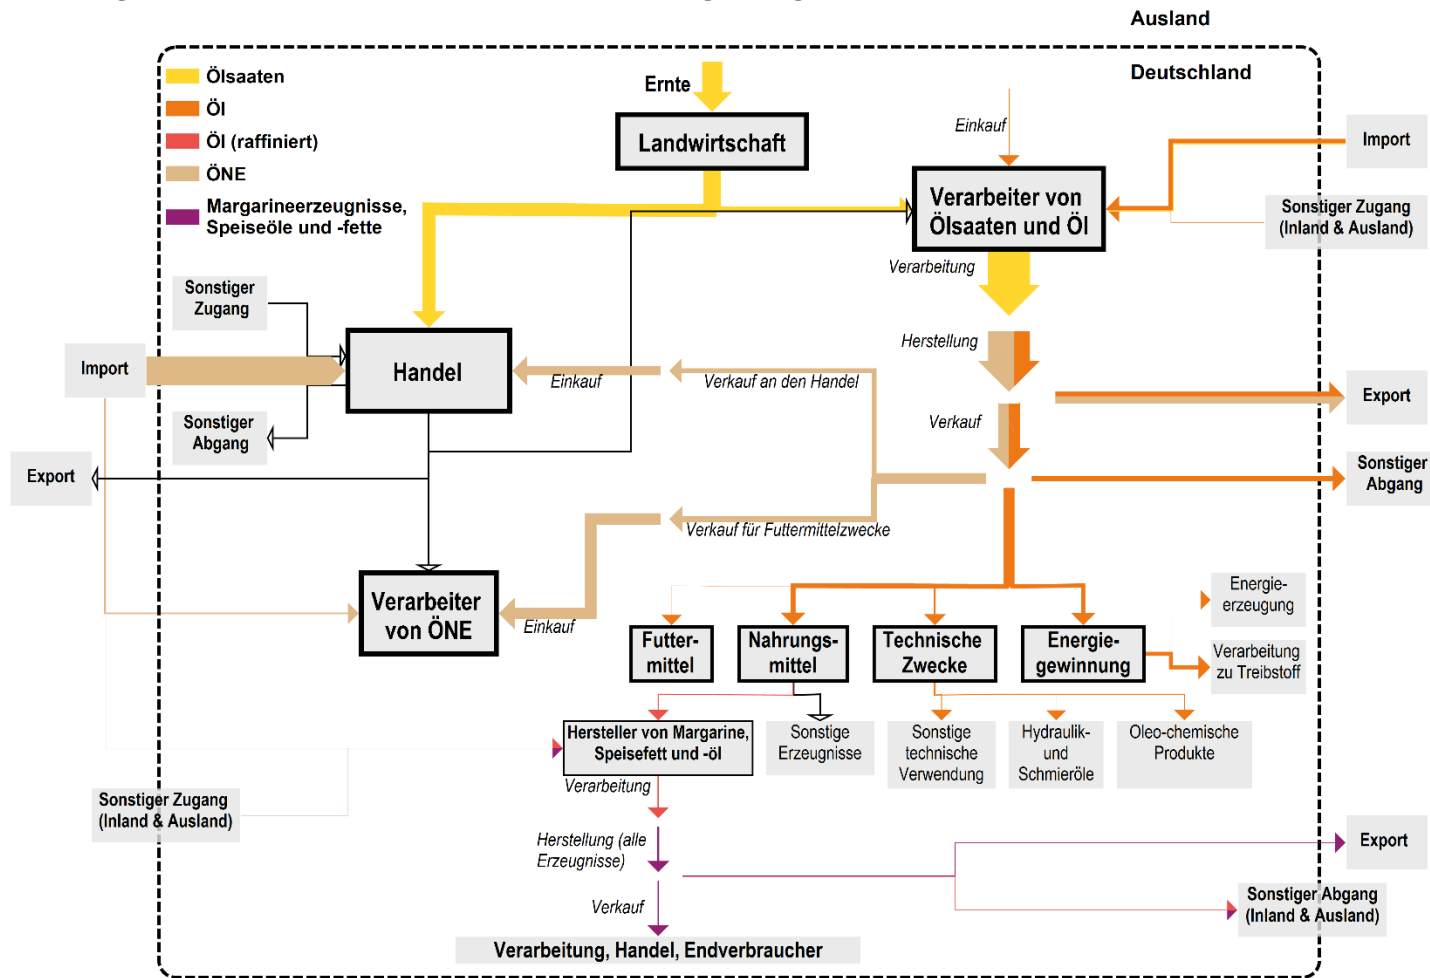 Ausland
Deutschland
Ölsaaten
Öl
Öl (raffiniert)
ÖNE
Margarineerzeugnisse,
Speiseöle und -fette
Ernte
Landwirtschaft
Einkauf
Import
Verarbeiter von
Ölsaaten und Öl
Sonstiger Zugang
(Inland & Ausland)
Verarbeitung
Sonstiger
Zugang
Herstellung
Import
Handel
Einkauf
Verkauf an den Handel
Export
Sonstiger
Abgang
Verkauf
Export
Sonstiger
Abgang
Verkauf für Futtermittelzwecke
Verarbeiter
von ÖNE
Einkauf
Futter-
mittel
Nahrungs-
mittel
Technische
Zwecke
Energie-
gewinnung
Energie-
erzeugung
Verarbeitung
zu Treibstoff
Hersteller von Margarine,
Speisefett und -öl
Sonstige
Erzeugnisse
Sonstige
technische
Verwendung
Hydraulik-
und
Schmieröle
Oleo-chemische
Produkte
Verarbeitung
Sonstiger Zugang
(Inland & Ausland)
Herstellung (alle
Erzeugnisse)
Export
Verkauf
Sonstiger Abgang
(Inland & Ausland)
Verarbeitung, Handel, Endverbraucher